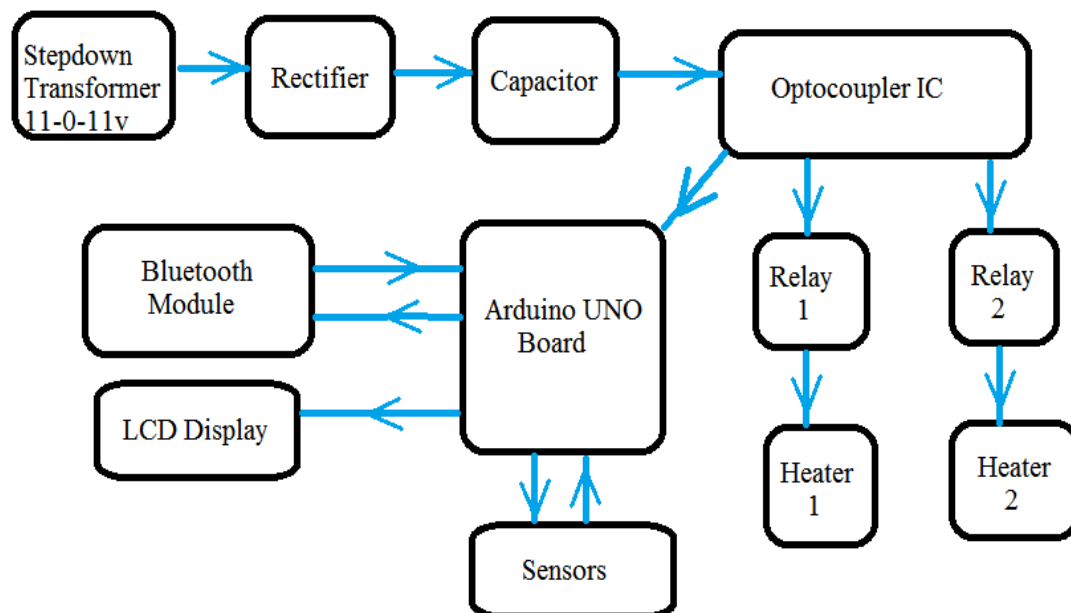 Stepdown
Transformer
11-0-11v
Rectifier
Capacitor
Optocoupler IC
Bluetooth
Module
Arduino UNO
Board
Relay
1
Relay
2
LCD Display
Heater
1
Heater
2
Sensors